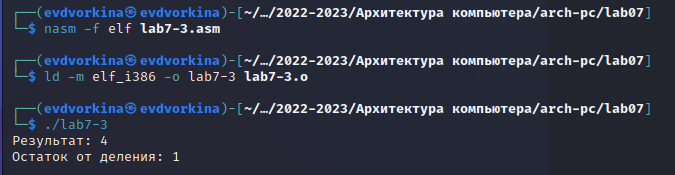 ┌──(evdvorkina㉿evdvorkina)-[~/…/2022-2023/Архитектура компьютера/arch-pc/lab07]
└─$ nasm -f elf lab7-3.asm
┌──(evdvorkina㉿evdvorkina)-[~/…/2022-2023/Архитектура компьютера/arch-pc/lab07]
└─$ ld -m elf_i386 -o lab7-3 lab7-3.o
┌──(evdvorkina㉿evdvorkina)-[~/…/2022-2023/Архитектура компьютера/arch-pc/lab07]
└─$ ./lab7-3
Результат: 4
Остаток от деления: 1